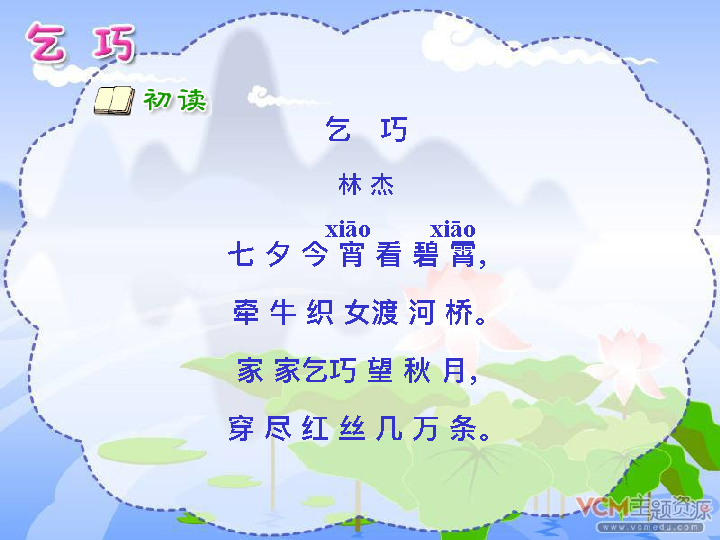 乞巧
初读
乞巧
林杰
xiāo xiāo
七夕今宵看碧霄，
牵牛织女渡河桥。
家家乞巧望秋月，
穿尽红丝几万条。
VCM主题资源
www.vcmedu.com